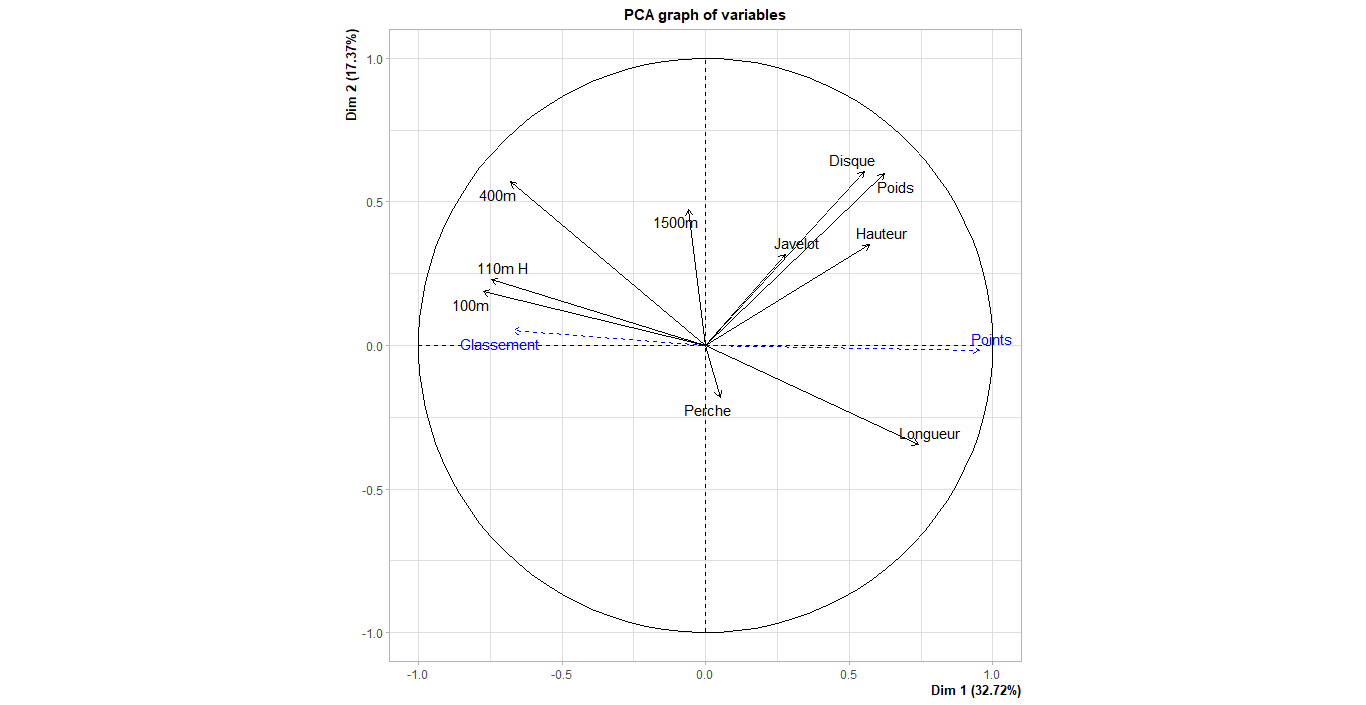 PCA graph of variables
Dim 2 (17.37%)
1.0
0.5
0.0
-0.5
-1.0
Disque
Poids
400m
1500m
Hauteur
Javelot
110m H
100m
Classement
Points
Perche
Longueur
-1.0
-0.5
0.0
0.5
1.0
Dim 1 (32.72%)